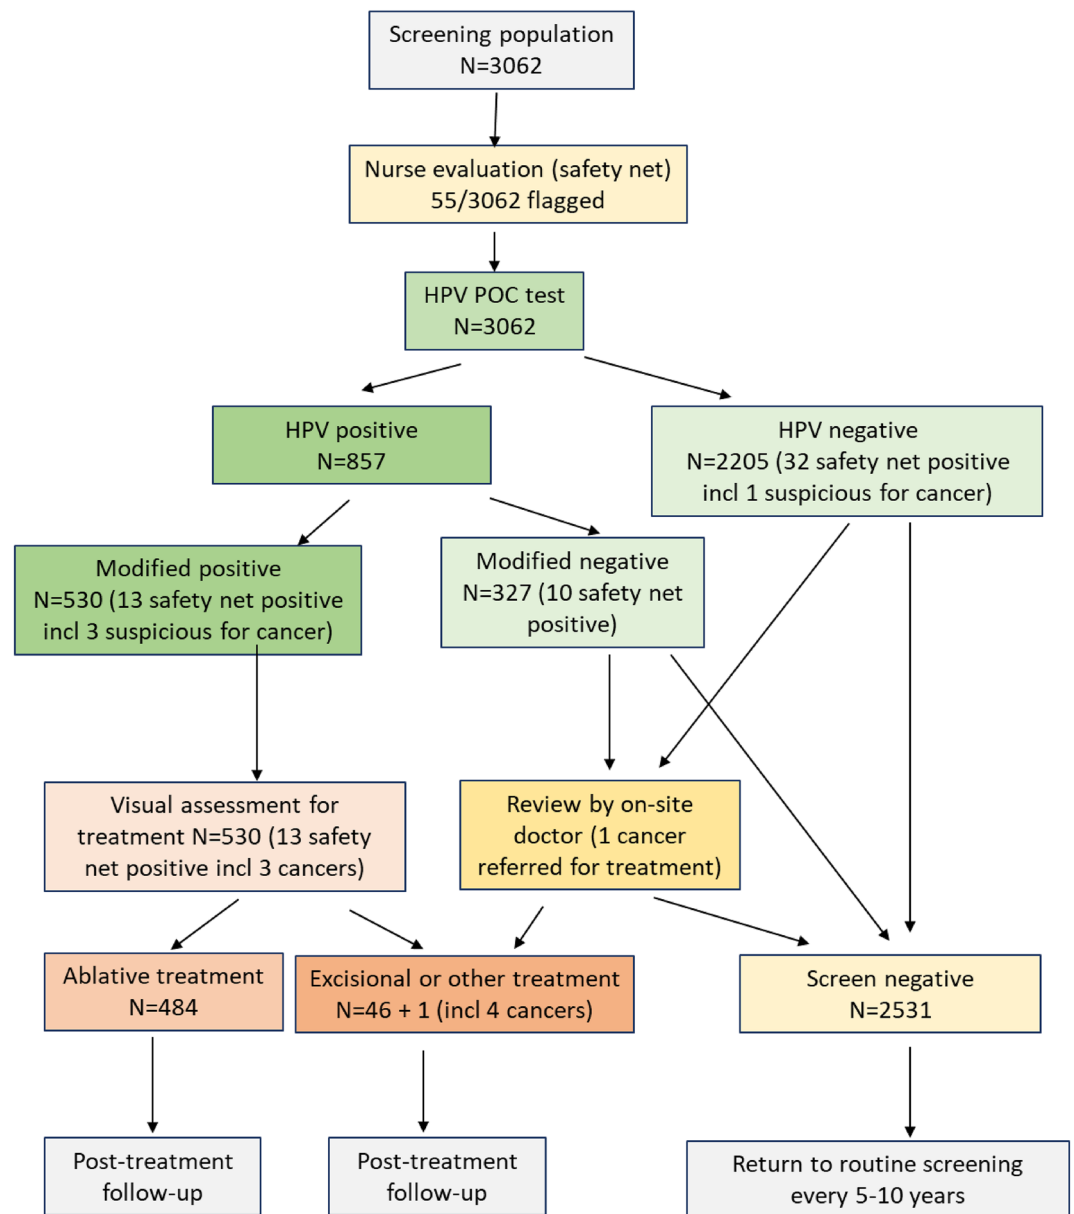 Screening population
N=3062
Nurse evaluation (safety net)
55/3062 flagged
HPV POC test
N=3062
HPV positive
N=857
HPV negative
N=2205 (32 safety net positive
incl 1 suspicious for cancer)
Modified positive
N=530 (13 safety net positive
incl 3 suspicious for cancer)
Modified negative
N=327 (10 safety net
positive)
Visual assessment for
treatment N=530 (13 safety
net positive incl 3 cancers)
Review by on-site
doctor (1 cancer
referred for treatment)
Ablative treatment
N=484
Excisional or other treatment
N=46 + 1 (incl 4 cancers)
Screen negative
N=2531
Post-treatment
follow-up
Post-treatment
follow-up
Return to routine screening
every 5-10 years